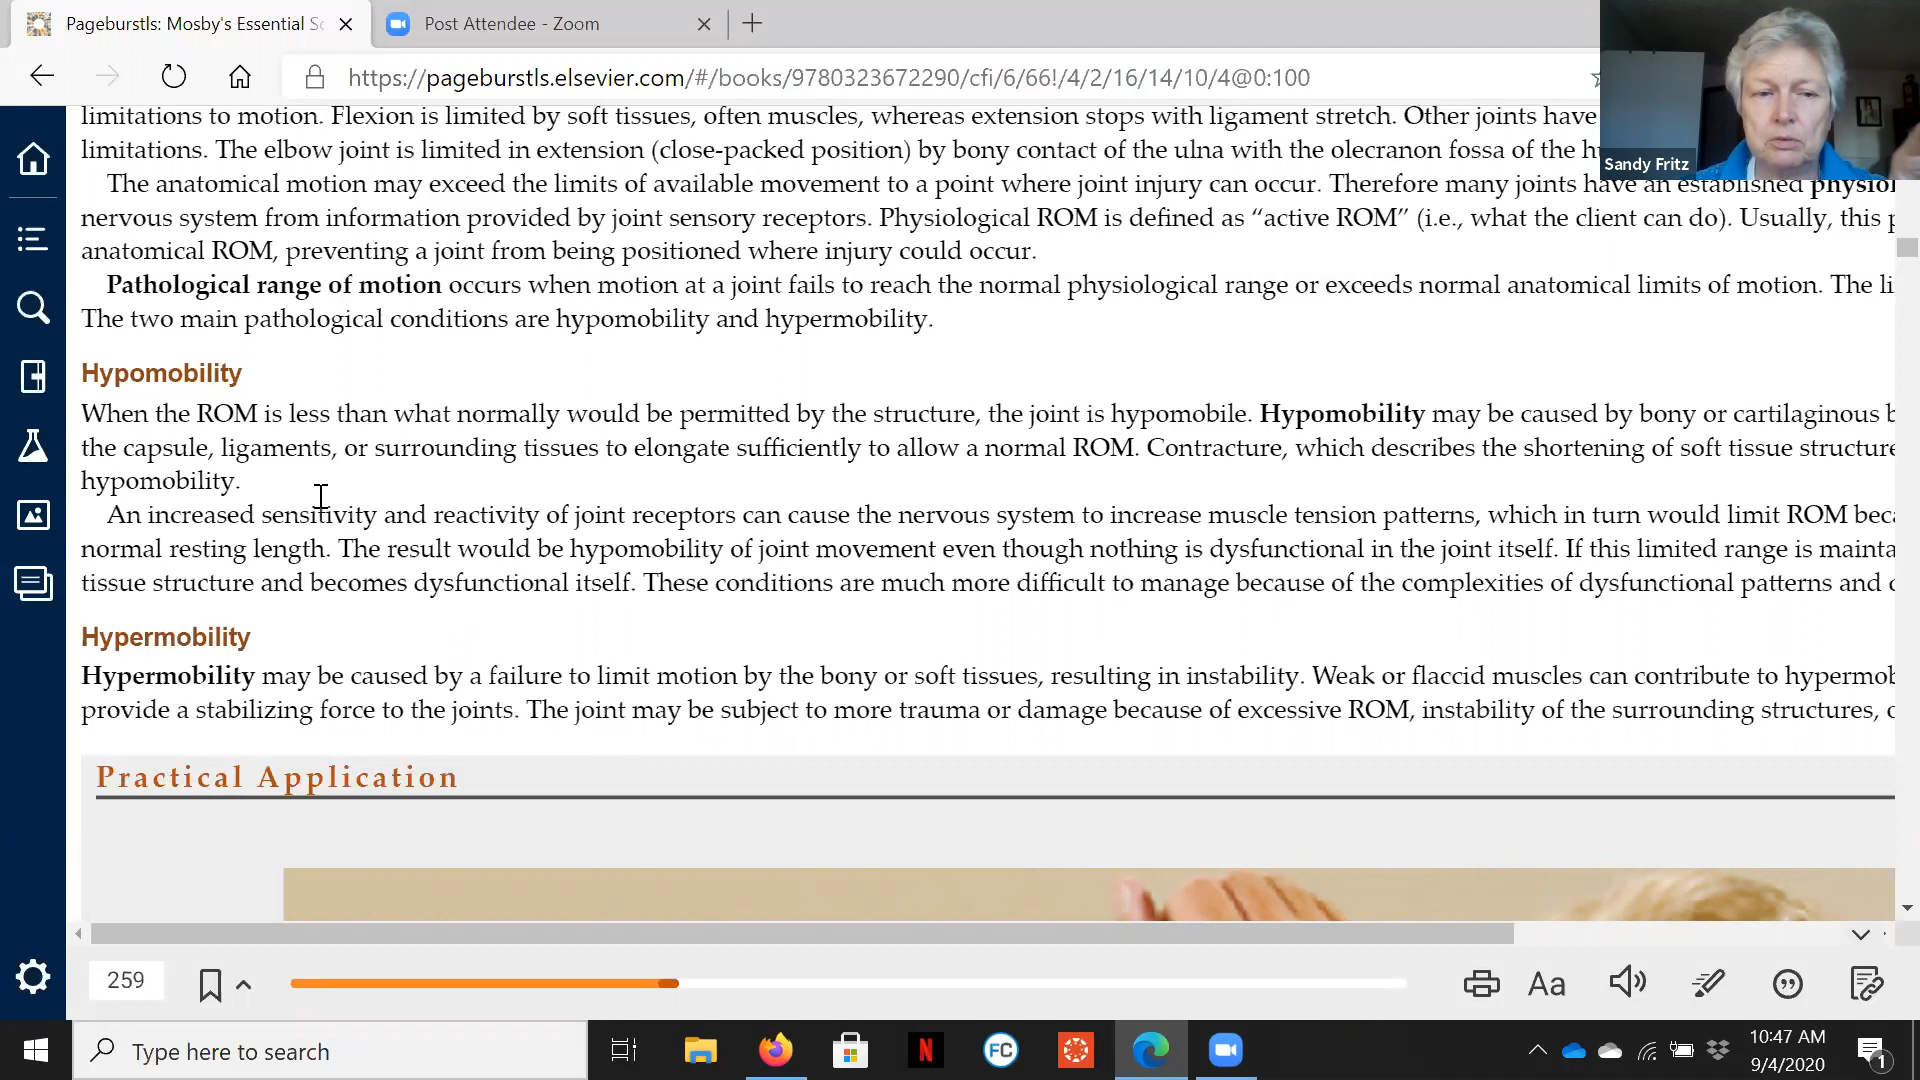 Pageburstls: Mosby's Essential Sc
Post Attendee - Zoom
https://pageburstls.elsevier.com/#/books/9780323672290/cfi/6/66!/4/2/16/14/10/4@0:100
Sandy Fritz
limitations to motion. Flexion is limited by soft tissues, often muscles, whereas extension stops with ligament stretch. Other joints have
limitations. The elbow joint is limited in extension (close-packed position) by bony contact of the ulna with the olecranon fossa of the hu
The anatomical motion may exceed the limits of available movement to a point where joint injury can occur. Therefore many joints have an established physiol
nervous system from information provided by joint sensory receptors. Physiological ROM is defined as “active ROM” (i.e., what the client can do). Usually, this p
anatomical ROM, preventing a joint from being positioned where injury could occur.
Pathological range of motion occurs when motion at a joint fails to reach the normal physiological range or exceeds normal anatomical limits of motion. The li
The two main pathological conditions are hypomobility and hypermobility.
Hypomobility
When the ROM is less than what normally would be permitted by the structure, the joint is hypomobile. Hypomobility may be caused by bony or cartilaginous b
the capsule, ligaments, or surrounding tissues to elongate sufficiently to allow a normal ROM. Contracture, which describes the shortening of soft tissue structure
hypomobility.
An increased sensitivity and reactivity of joint receptors can cause the nervous system to increase muscle tension patterns, which in turn would limit ROM beca
normal resting length. The result would be hypomobility of joint movement even though nothing is dysfunctional in the joint itself. If this limited range is mainta
tissue structure and becomes dysfunctional itself. These conditions are much more difficult to manage because of the complexities of dysfunctional patterns and c
Hypermobility
Hypermobility may be caused by a failure to limit motion by the bony or soft tissues, resulting in instability. Weak or flaccid muscles can contribute to hypermob
provide a stabilizing force to the joints. The joint may be subject to more trauma or damage because of excessive ROM, instability of the surrounding structures, o
Practical Application
259
Aa
Type here to search
N
FC
10:47 AM
9/4/2020
1